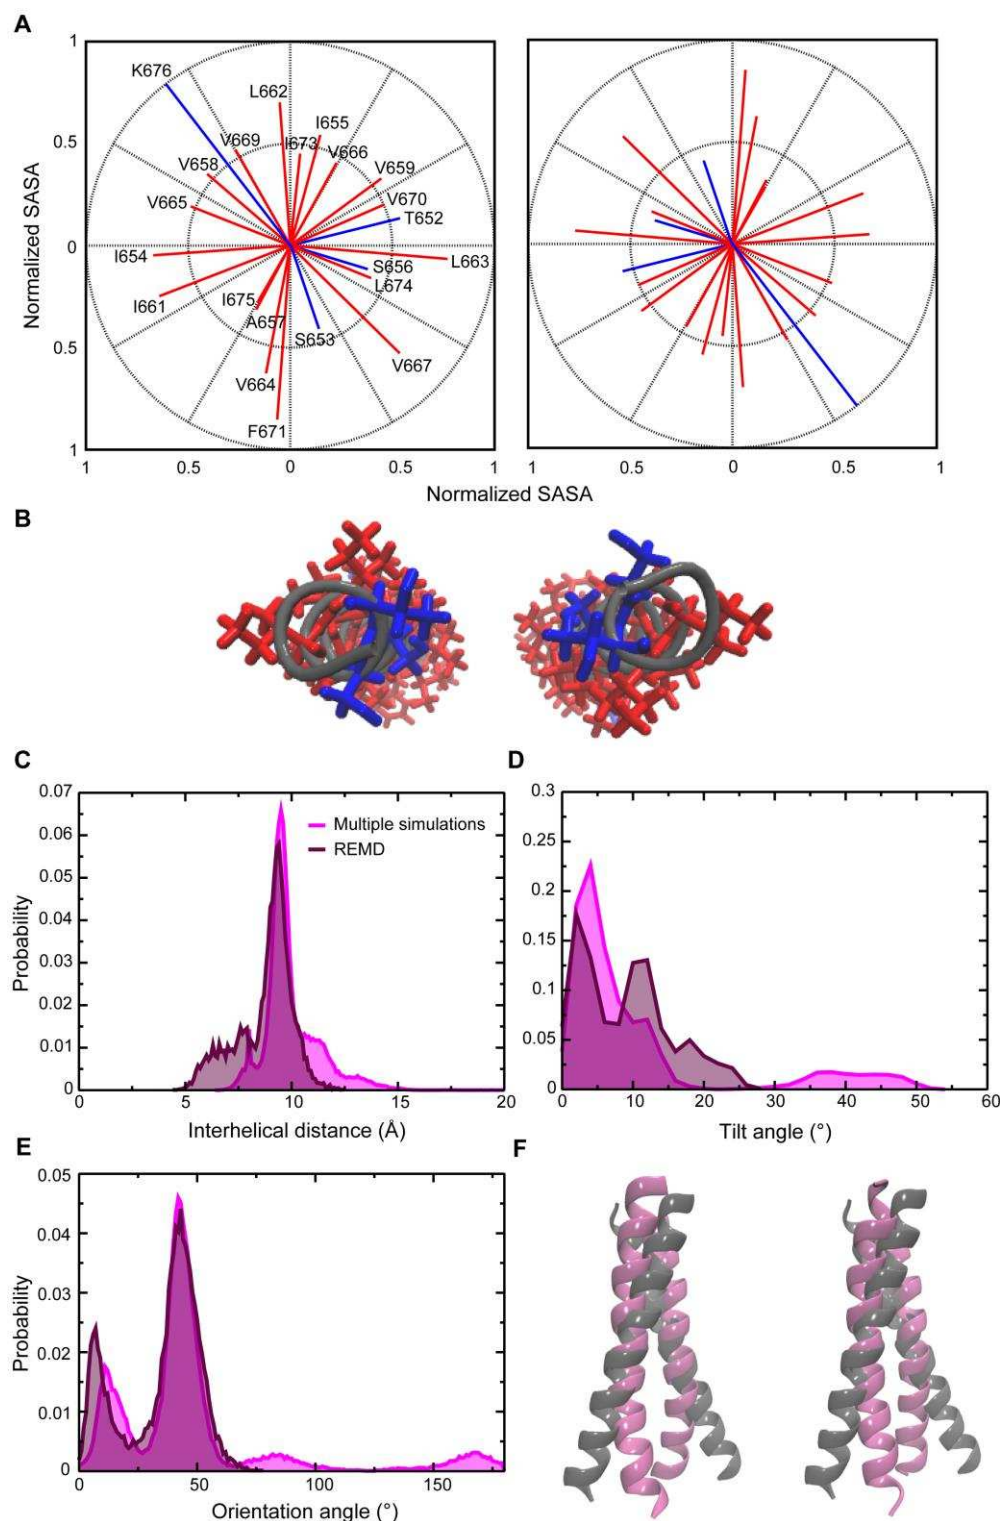 A
1
K676
L662
I655
V669
I673
V666
0.5
V658
V659
V665
V670
T652
0
I654
S656
L663
L674
I661
I675
A657
S653
0.5
V667
V664
F671
1
1 0.5 0 0.5 1
1 0.5 0 0.5 1
Normalized SASA
Normalized SASA
B
C
0.07
0.06
0.05
0.04
0.03
0.02
0.01
0
Probability
Multiple simulations
REMD
0 5 10 15 20
Interhelical distance (Å)
D
0.3
0.25
0.2
0.15
0.1
0.05
0
0 10 20 30 40 50 60
Tilt angle (°)
E
0.05
0.04
0.03
0.02
0.01
0
Probability
0 50 100 150
Orientation angle (°)
F